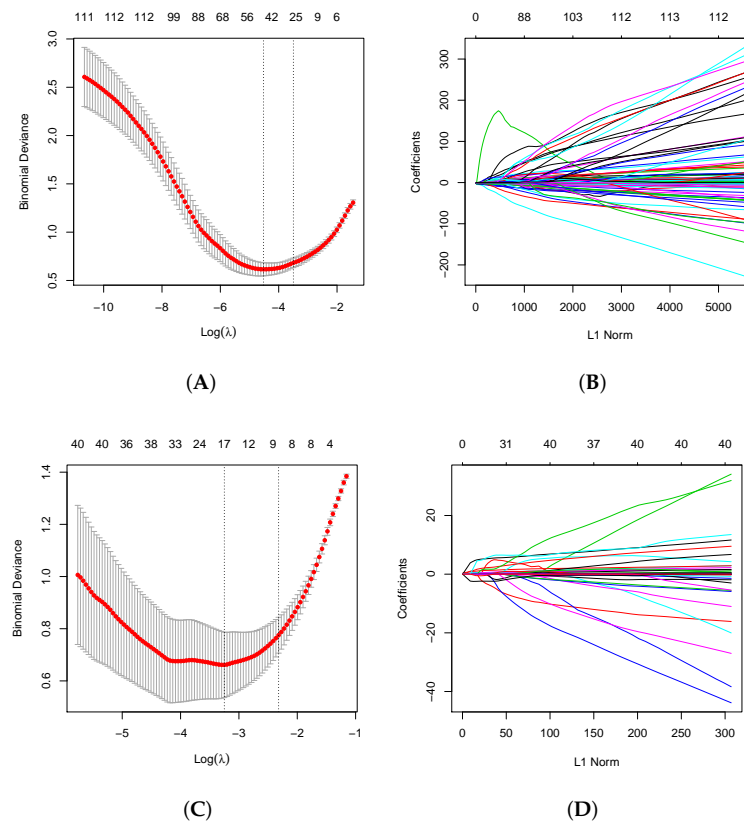 111 112 112 99 88 68 56 42 25 9 6
Binomial Deviance
3.0
2.5
2.0
1.5
1.0
0.5
−10 −8 −6 −4 −2
Log(λ)
(A)
0 88 103 112 113 112
Coefficients
300
200
100
0
−100
−200
0 1000 2000 3000 4000 5000
L1 Norm
(B)
40 40 36 38 33 24 17 12 9 8 8 4
Binomial Deviance
1.4
1.2
1.0
0.8
0.6
−5 −4 −3 −2 −1
Log(λ)
(C)
0 31 40 37 40 40 40
Coefficients
20
0
−20
−40
0 50 100 150 200 250 300
L1 Norm
(D)